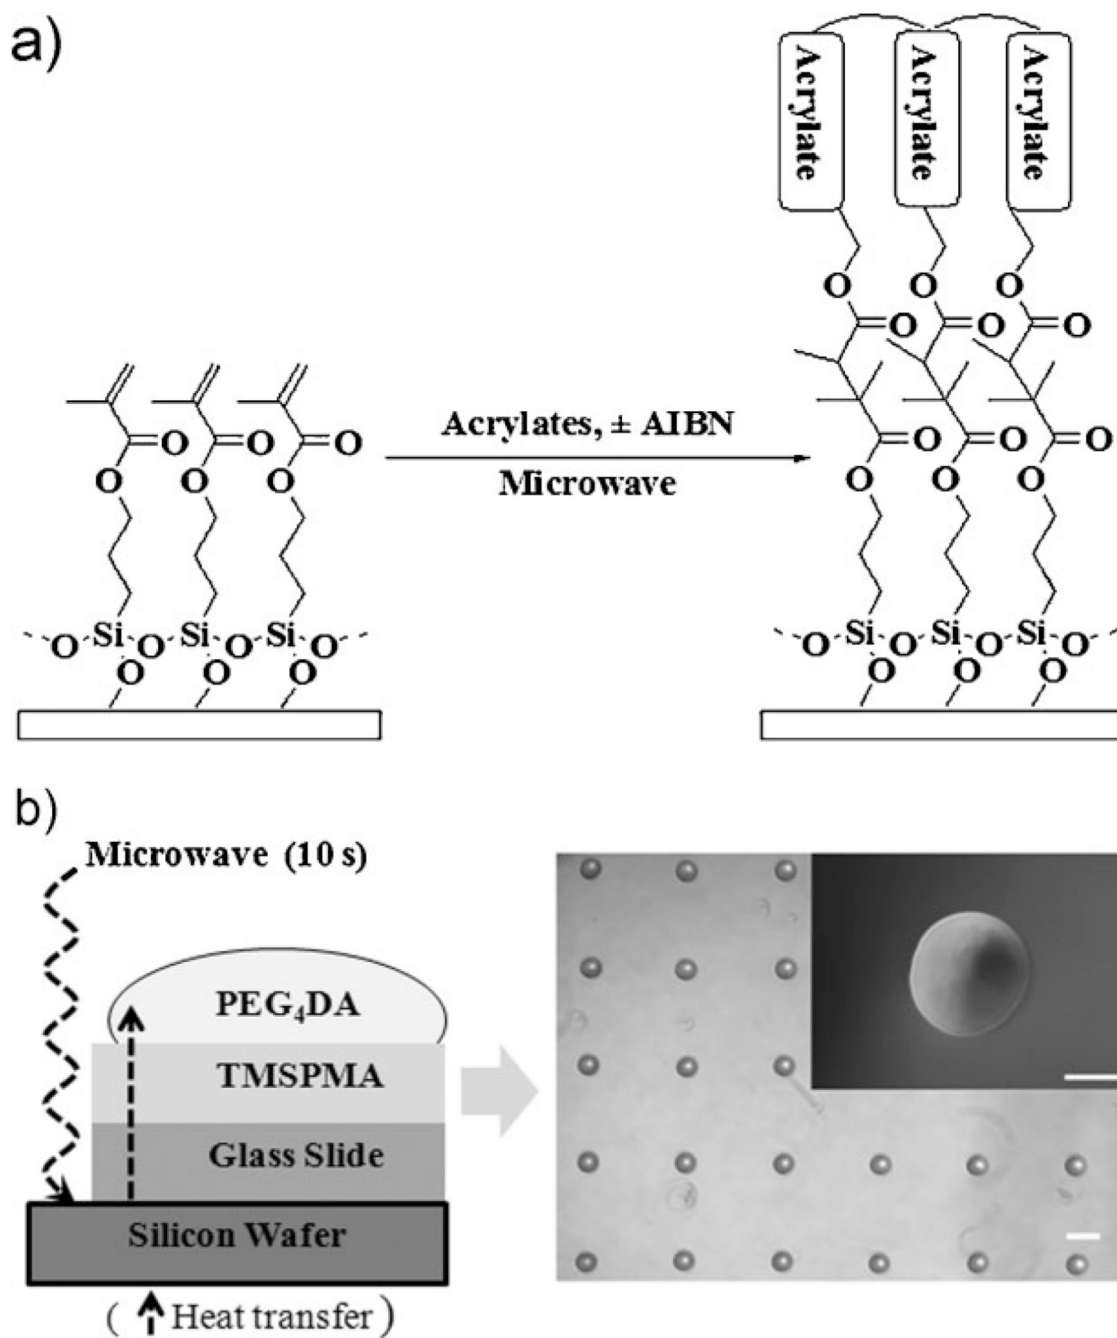 a)
Acrylate
Acrylate
Acrylate
O
O
O
O
O
O
O
O
O
O
O
O
Acrylates, ± AIBN
Microwave
O
O
O
O
O
O
O Si O Si O Si O
O
O
O
O
O
O
O Si O Si O Si O
O
O
O
b)
Microwave (10 s)
PEG₄DA
TMSPMA
Glass Slide
Silicon Wafer
( Heat transfer )